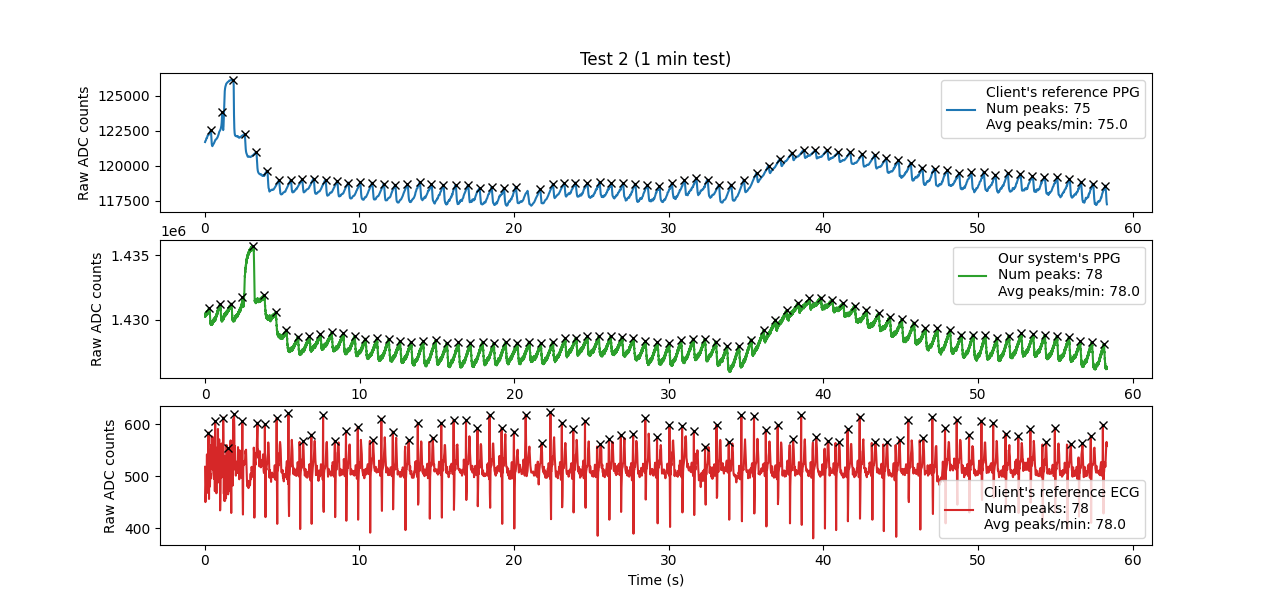 Test 2 (1 min test)
Raw ADC counts
125000
122500
120000
117500
Client's reference PPG
Num peaks: 75
Avg peaks/min: 75.0
0 10 20 30 40 50 60
1e6
Raw ADC counts
1.435
1.430
Our system's PPG
Num peaks: 78
Avg peaks/min: 78.0
0 10 20 30 40 50 60
Raw ADC counts
600
500
400
Client's reference ECG
Num peaks: 78
Avg peaks/min: 78.0
0 10 20 30 40 50 60
Time (s)